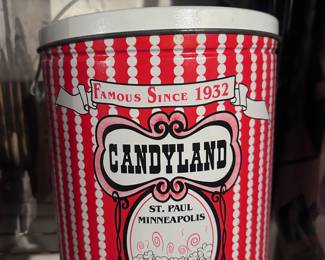 FAMOUS SINCE 1932
CANDYLAND
ST. PAUL
MINNEAPOLIS